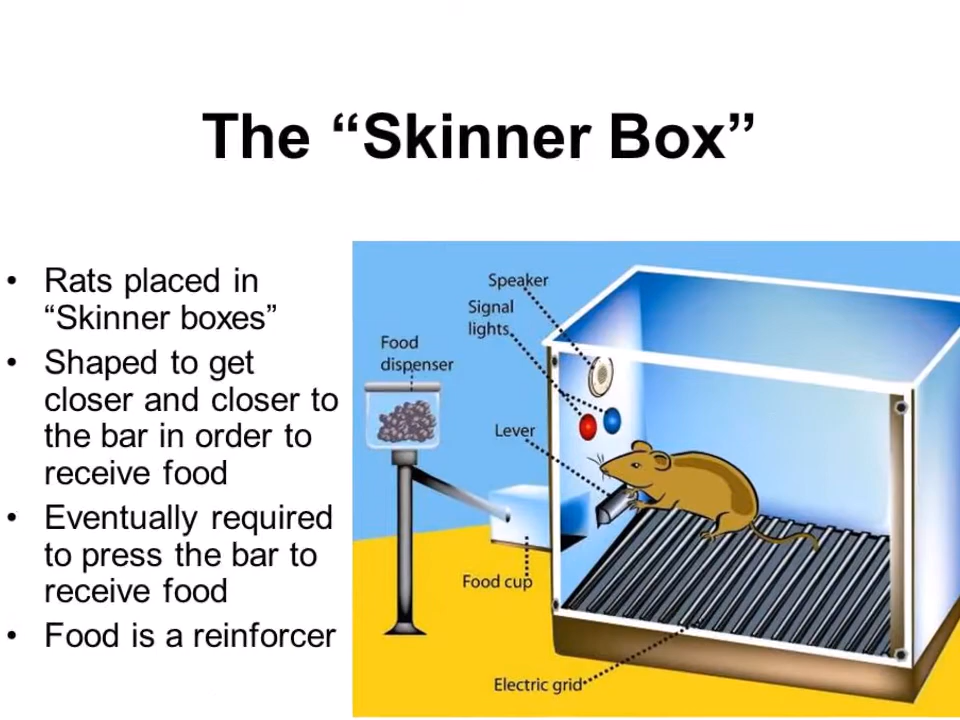 The “Skinner Box”
• Rats placed in
“Skinner boxes”
• Shaped to get
closer and closer to
the bar in order to
receive food
• Eventually required
to press the bar to
receive food
• Food is a reinforcer
Speaker
Signal
lights
Food
dispenser
Lever
Food cup
Electric grid